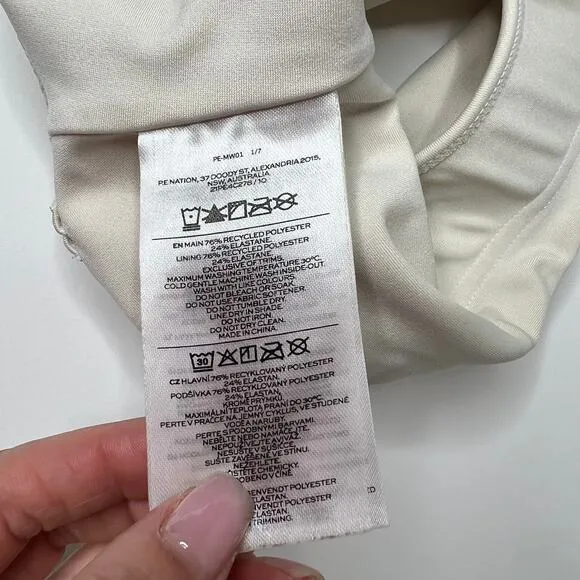 PE-MW01 1/7
P.E NATION, 37 DOODY ST, ALEXANDRIA 2015,
NSW, AUSTRALIA
21PE4C276 / 10
EN MAIN 76% RECYCLED POLYESTER
24% ELASTANE.
LINING 76% RECYCLED POLYESTER
24% ELASTANE.
EXCLUSIVE OF TRIMS.
MAXIMUM WASHING TEMPERATURE 30°C.
COLD GENTLE MACHINE WASH INSIDE-OUT.
WASH WITH LIKE COLOURS.
DO NOT BLEACH OR SOAK.
DO NOT USE FABRIC SOFTENER.
DO NOT TUMBLE DRY.
LINE DRY IN SHADE
DO NOT IRON.
DO NOT DRY CLEAN.
MADE IN CHINA.
30
CZ HLAVNÍ 76% RECYKLOVANÝ POLYESTER
24% ELASTAN.
PODŠÍVKA 76% RECYKLOVANÝ POLYESTER
24% ELASTAN.
KROMĚ PRÝMKŮ.
MAXIMÁLNÍ TEPLOTA PRANÍ DO 30°C.
PERTE V PRAČCE NA JEMNÝ CYKLUS, VE STUDENÉ
VODĚ A NARUBY.
PERTE S PODOBNÝMI BARVAMI.
NEBĚLTE NEBO NAMÁČEJTE.
NEPOUŽÍVEJTE AVIVÁŽ.
NESUŠTE V SUŠIČCE.
SUŠTE ZAVĚŠENÉ VE STÍNU.
NEŽEHLETE.
CHEMICKY.
POLYESTER
ELASTAN.
POLYESTER
ELASTAN.